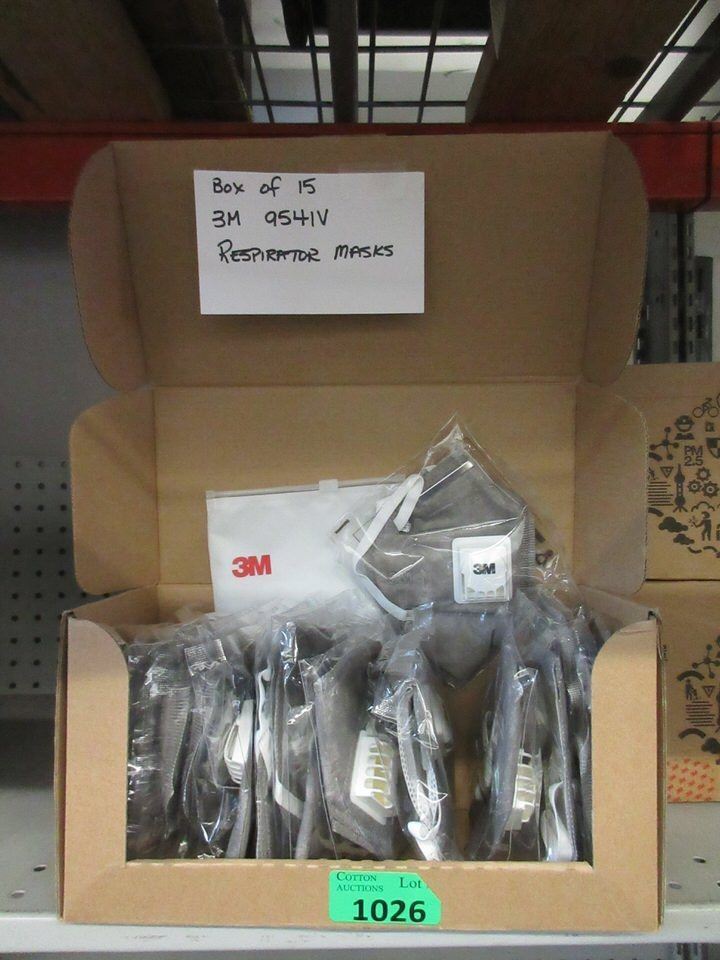 Box of 15
3M 9541V
RESPIRATOR MASKS
PM
2.5
3M
3M
COTTON
AUCTIONS Lot
1026